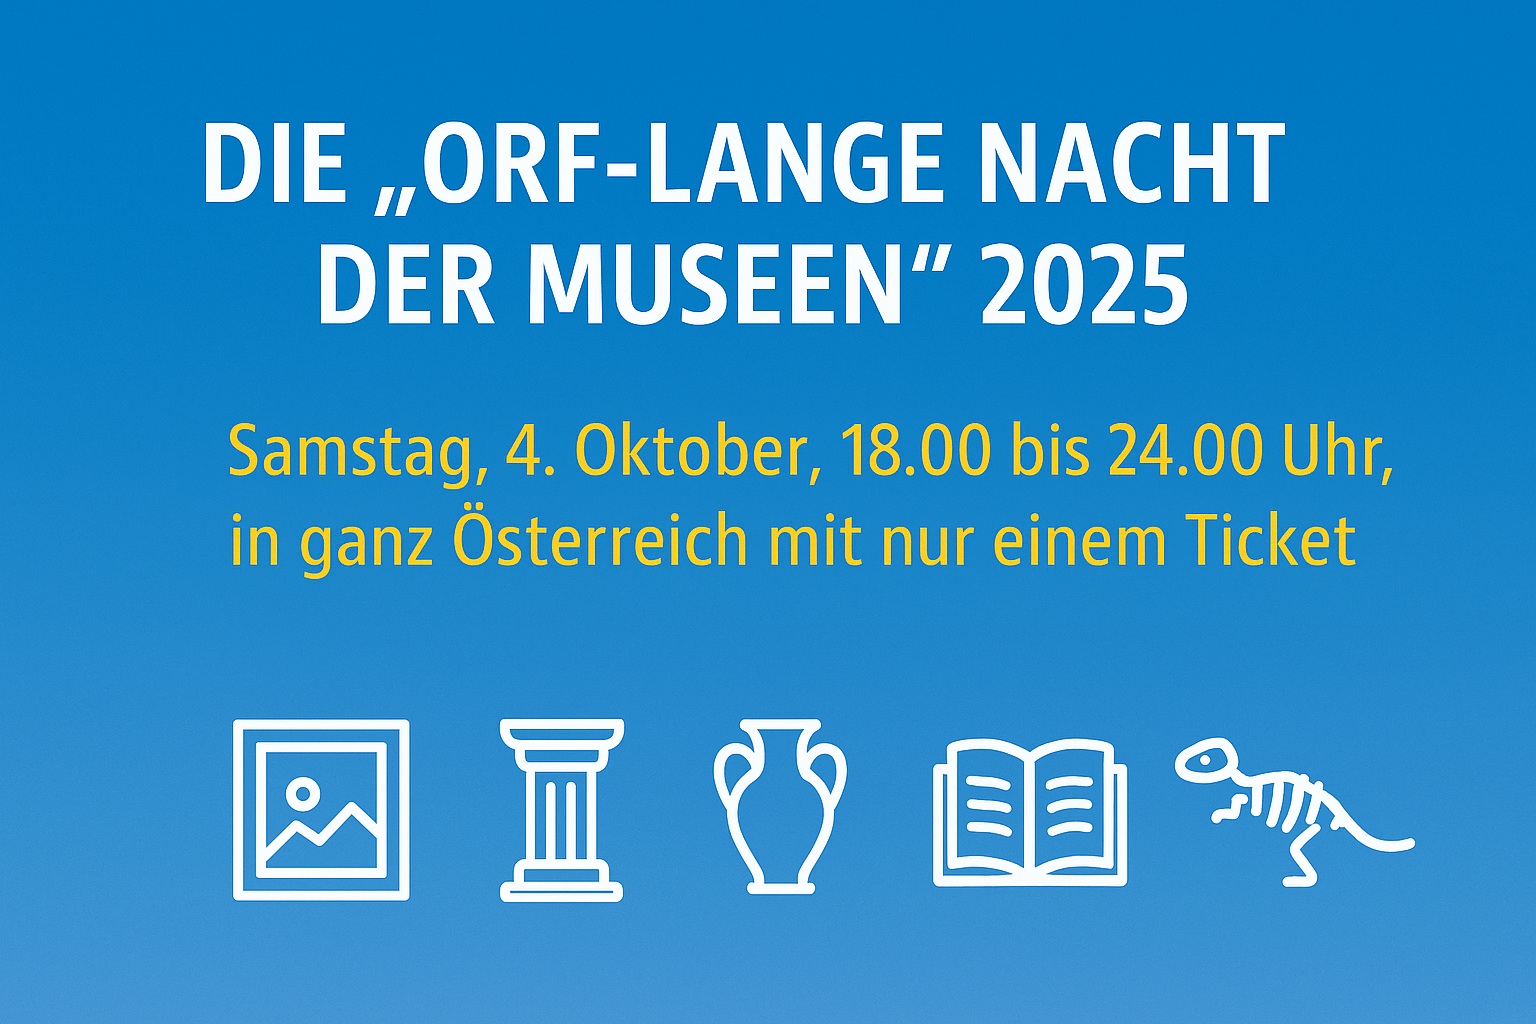 DIE „ORF-LANGE NACHT
DER MUSEEN“ 2025
Samstag, 4. Oktober, 18.00 bis 24.00 Uhr,
in ganz Österreich mit nur einem Ticket